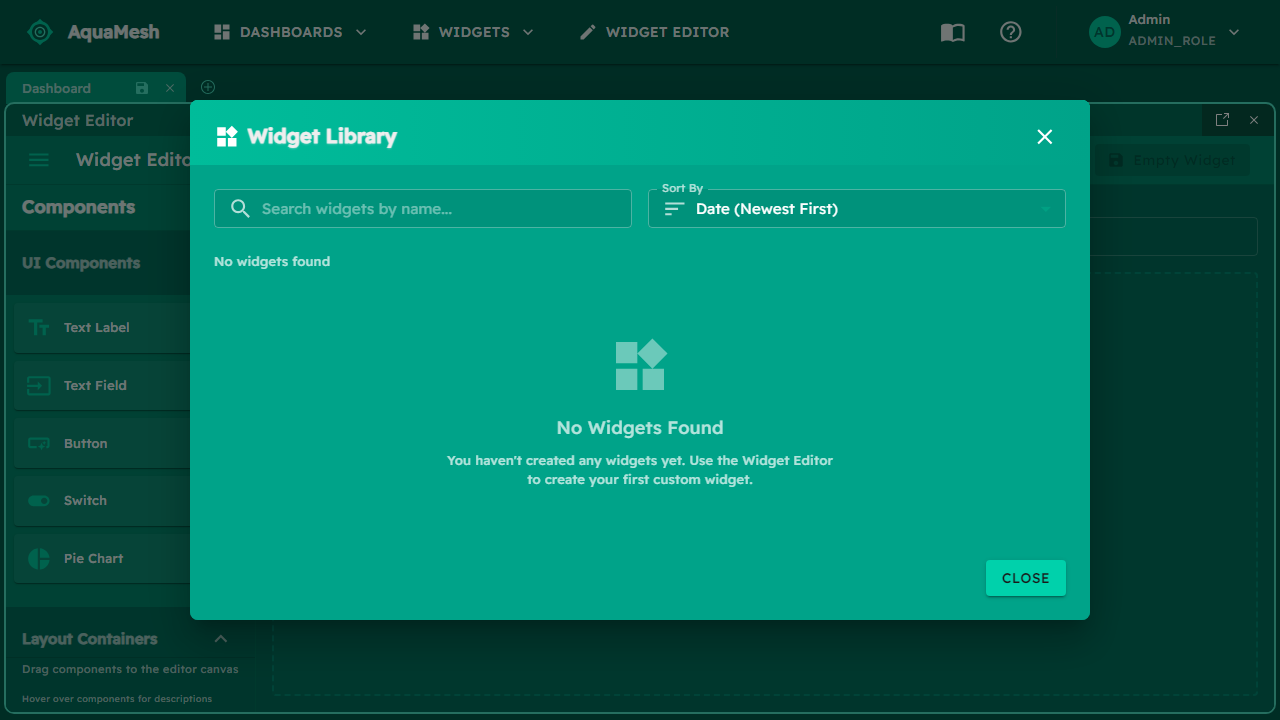 AquaMesh
DASHBOARDS
WIDGETS
WIDGET EDITOR
AD
Admin
ADMIN_ROLE
Dashboard
Widget Editor
Widget Edito
Empty Widget
Components
UI Components
Text Label
Text Field
Button
Switch
Pie Chart
Layout Containers
Drag components to the editor canvas
Hover over components for descriptions
Widget Library
Search widgets by name...
Sort By
Date (Newest First)
No widgets found
No Widgets Found
You haven't created any widgets yet. Use the Widget Editor
to create your first custom widget.
CLOSE